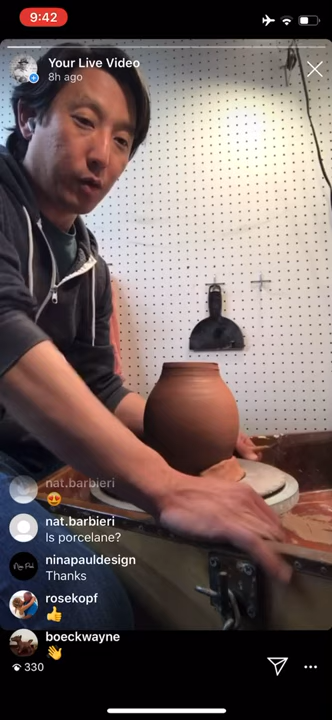 9:42
Your Live Video
8h ago
nat.barbieri
😍
nat.barbieri
Is porcelane?
ninapauldesign
Thanks
rosekopf
👍
boeckwayne
👋
330